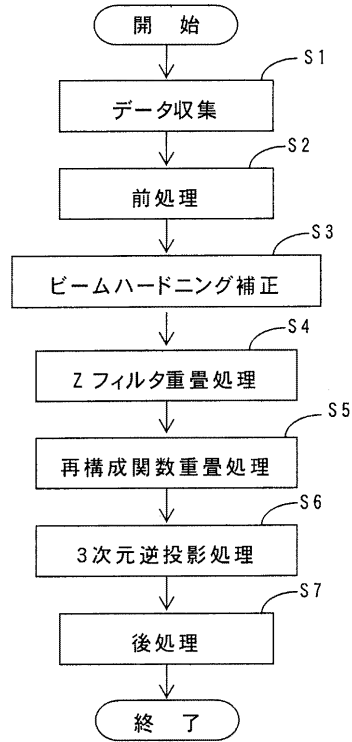 開 始
S1
データ収集
S2
前処理
S3
ビームハードニング補正
S4
Z フィルタ重畳処理
S5
再構成関数重畳処理
S6
3次元逆投影処理
S7
後処理
終 了